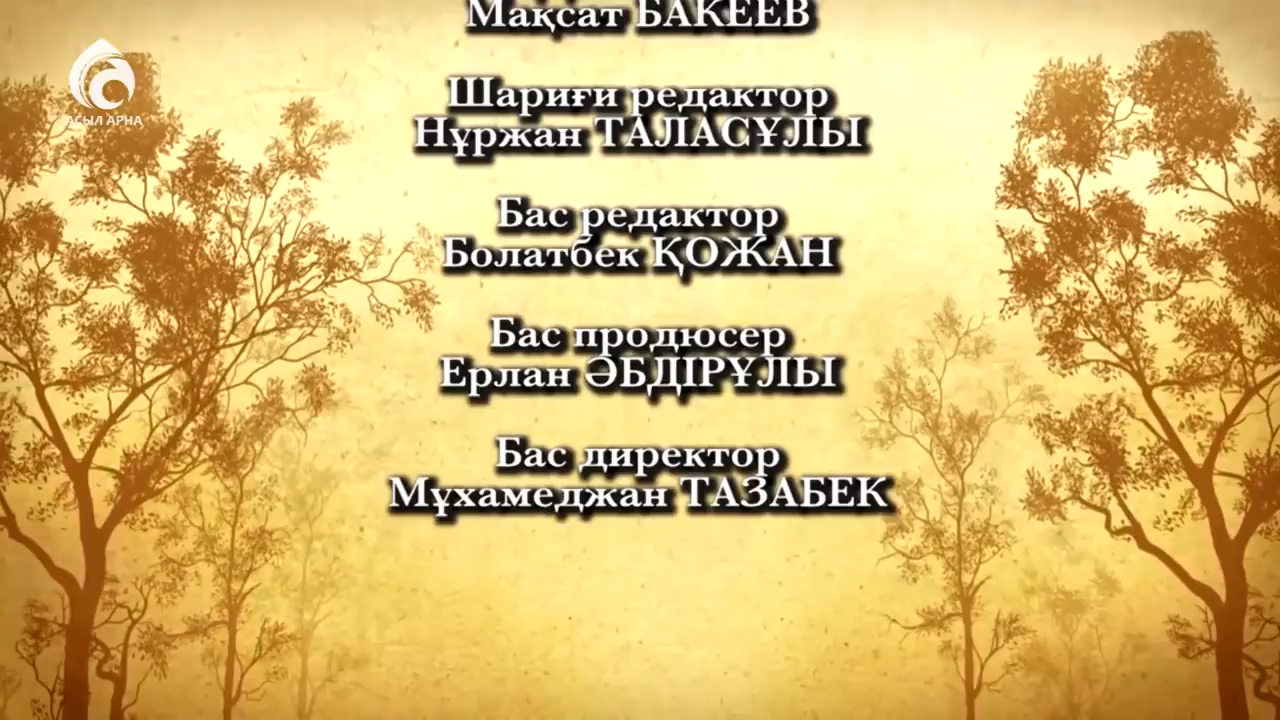 Мақсат БАКЕЕВ
АСЫЛ АРНА
Шариғи редактор
Нұржан ТАЛАСҰЛЫ
Бас редактор
Болатбек ҚОЖАН
Бас продюсер
Ерлан ӘБДІРҰЛЫ
Бас директор
Мұхамеджан ТАЗАБЕК